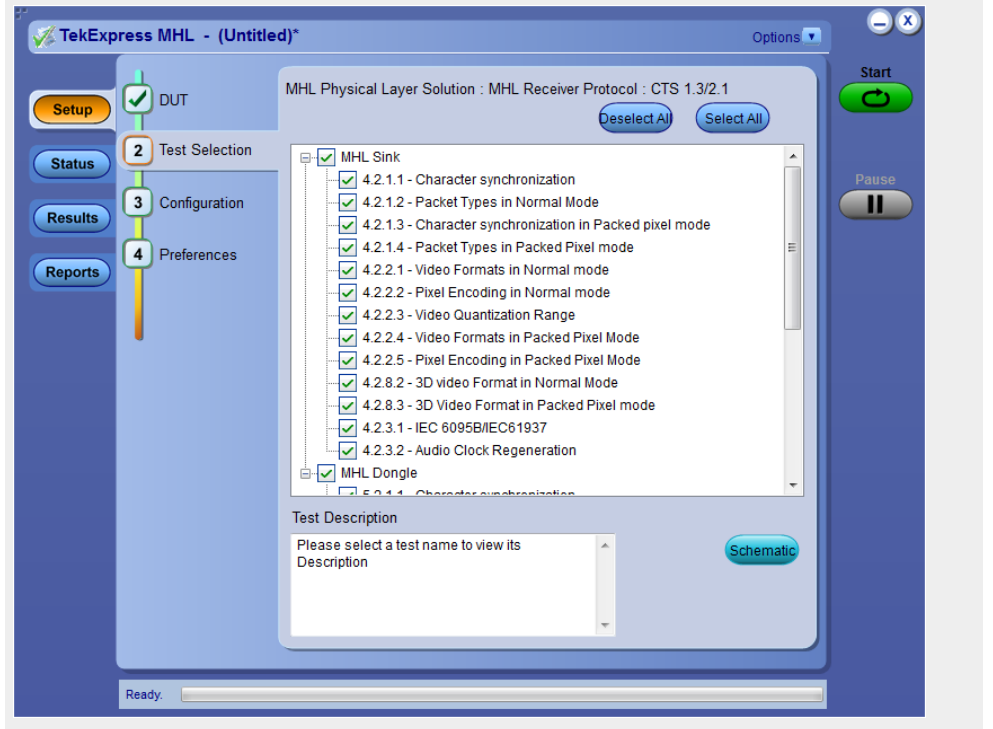 TekExpress MHL - (Untitled)*
Options
Start
Pause
Setup
Status
Results
Reports
DUT
2 Test Selection
3 Configuration
4 Preferences
MHL Physical Layer Solution : MHL Receiver Protocol : CTS 1.3/2.1
Deselect All
Select All
MHL Sink
4.2.1.1 - Character synchronization
4.2.1.2 - Packet Types in Normal Mode
4.2.1.3 - Character synchronization in Packed pixel mode
4.2.1.4 - Packet Types in Packed Pixel mode
4.2.2.1 - Video Formats in Normal mode
4.2.2.2 - Pixel Encoding in Normal mode
4.2.2.3 - Video Quantization Range
4.2.2.4 - Video Formats in Packed Pixel Mode
4.2.2.5 - Pixel Encoding in Packed Pixel Mode
4.2.8.2 - 3D video Format in Normal Mode
4.2.8.3 - 3D Video Format in Packed Pixel mode
4.2.3.1 - IEC 6095B/IEC61937
4.2.3.2 - Audio Clock Regeneration
MHL Dongle
5.2.1.1 - Character synchronization
Test Description
Please select a test name to view its
Description
Schematic
Ready.